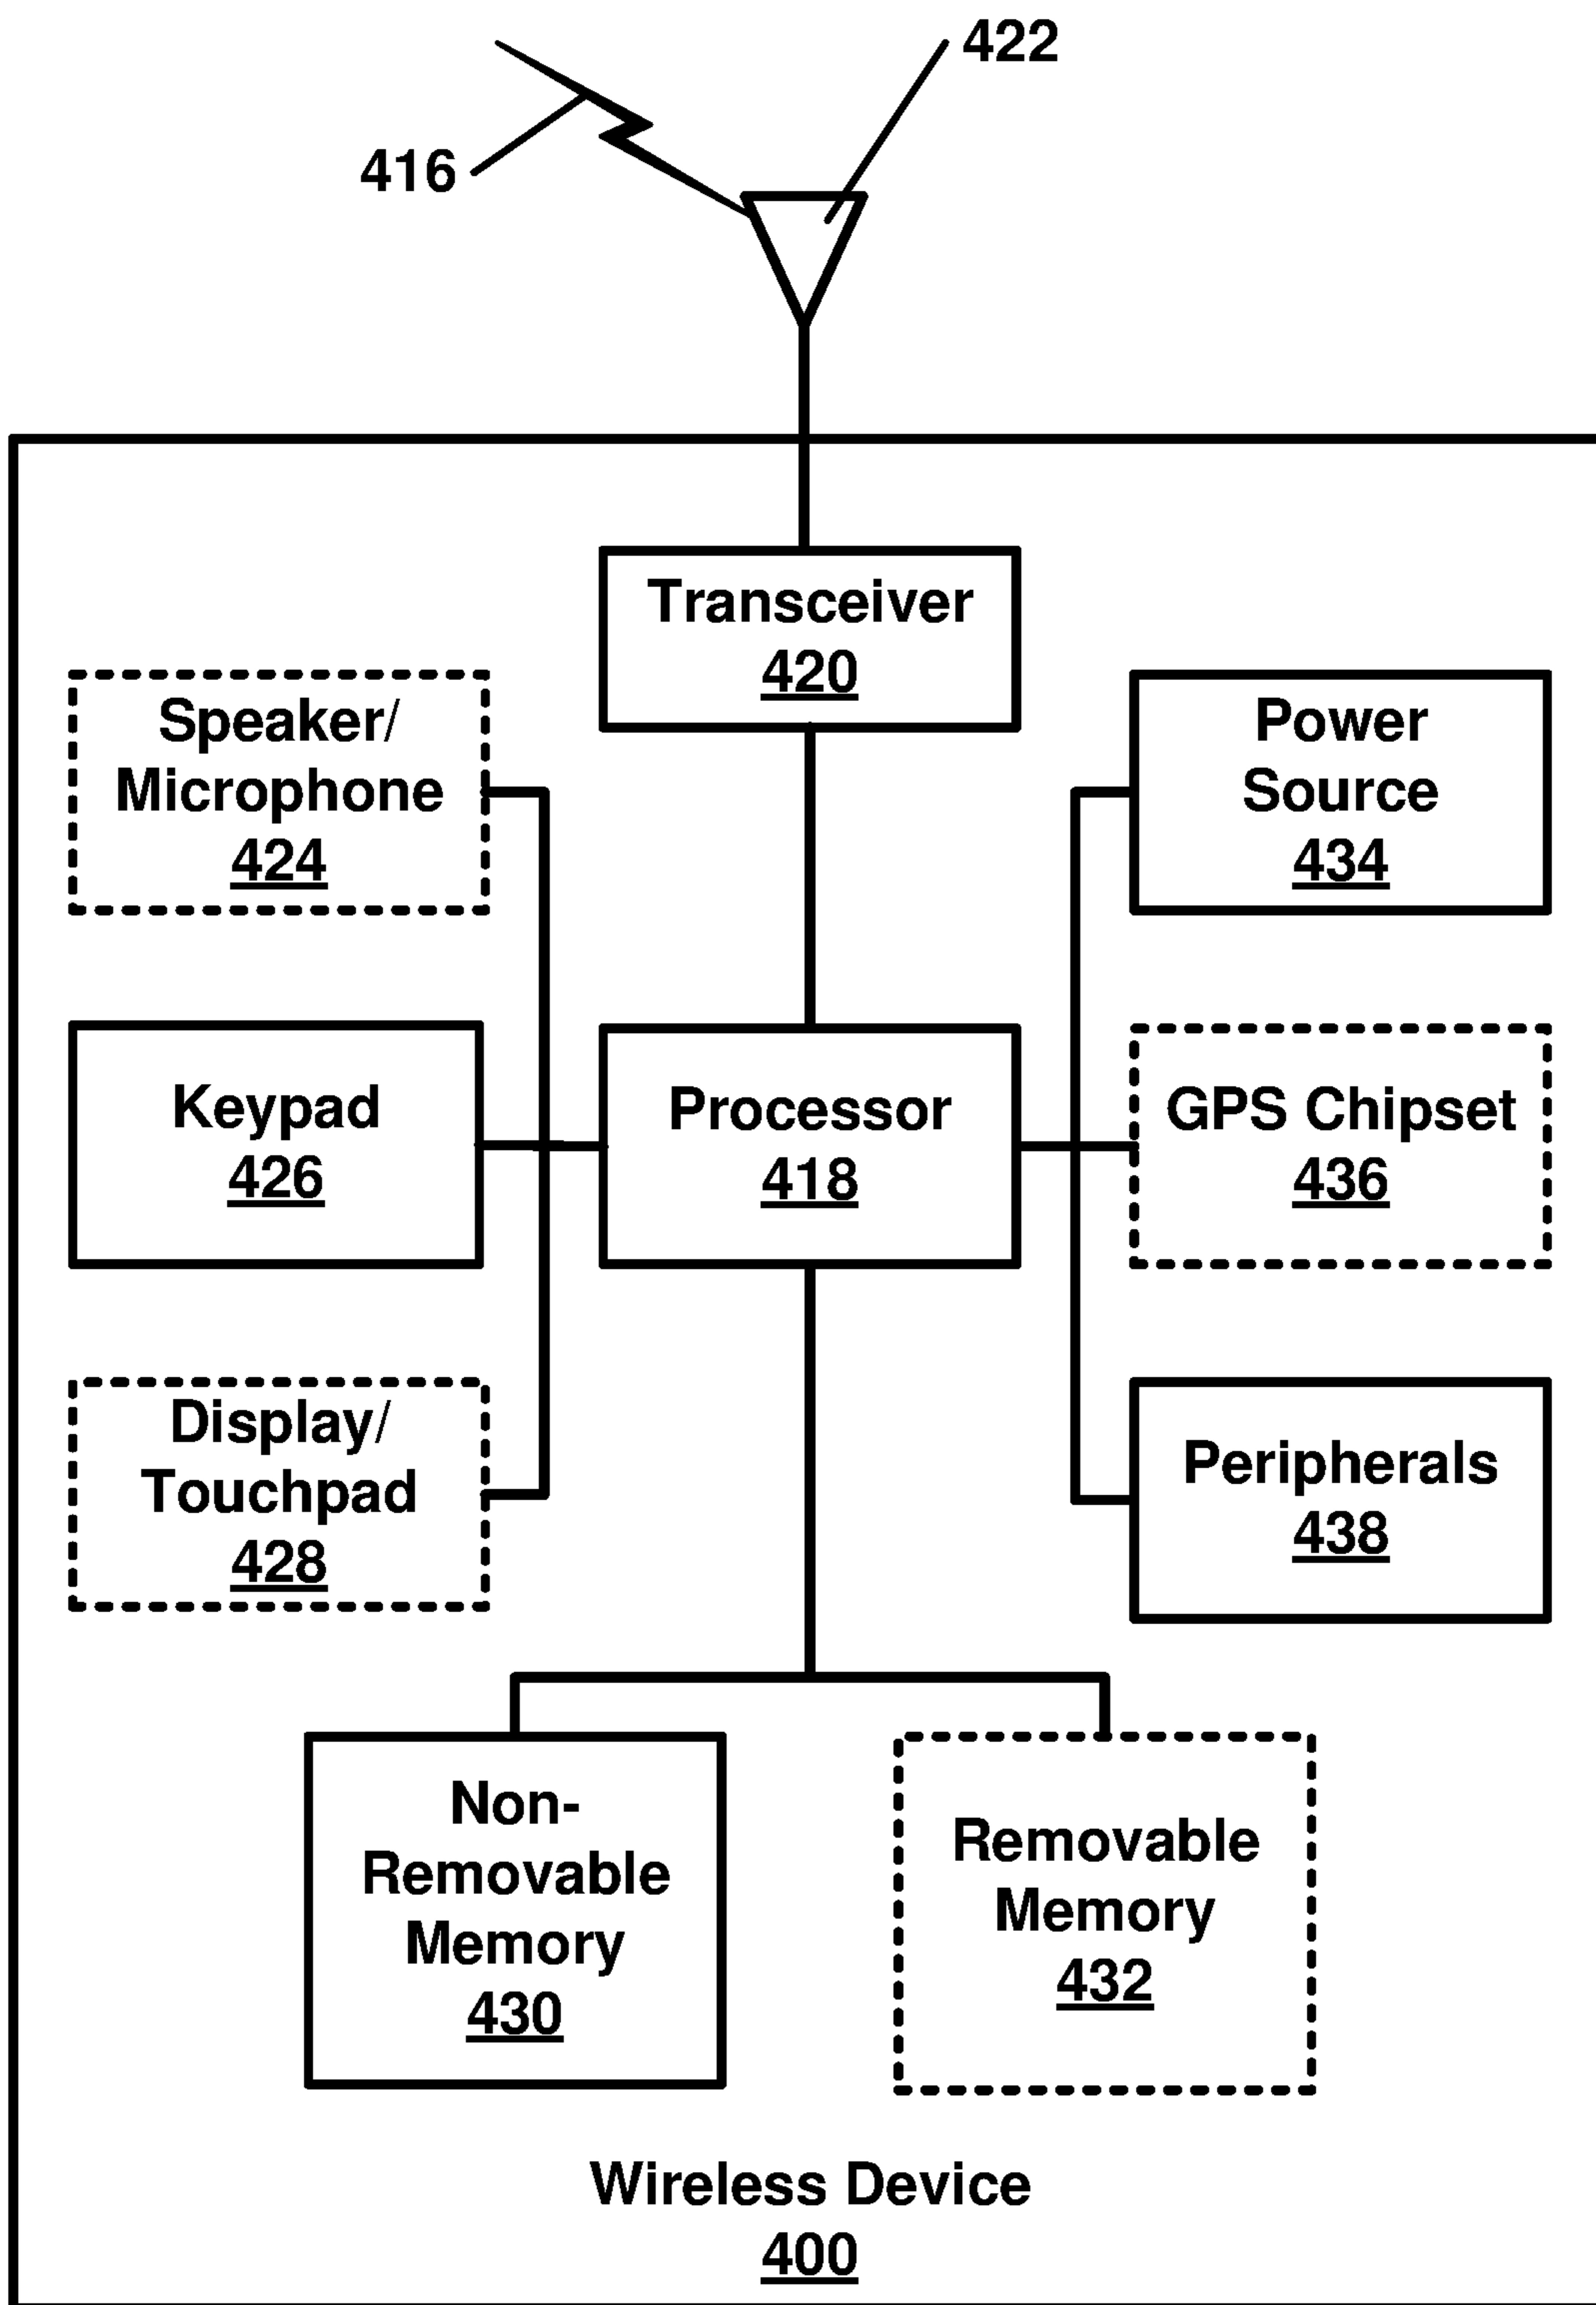 422
416
Transceiver
420
Speaker/
Microphone
424
Power
Source
434
Keypad
426
Processor
418
GPS Chipset
436
Display/
Touchpad
428
Peripherals
438
Non-
Removable
Memory
430
Removable
Memory
432
Wireless Device
400